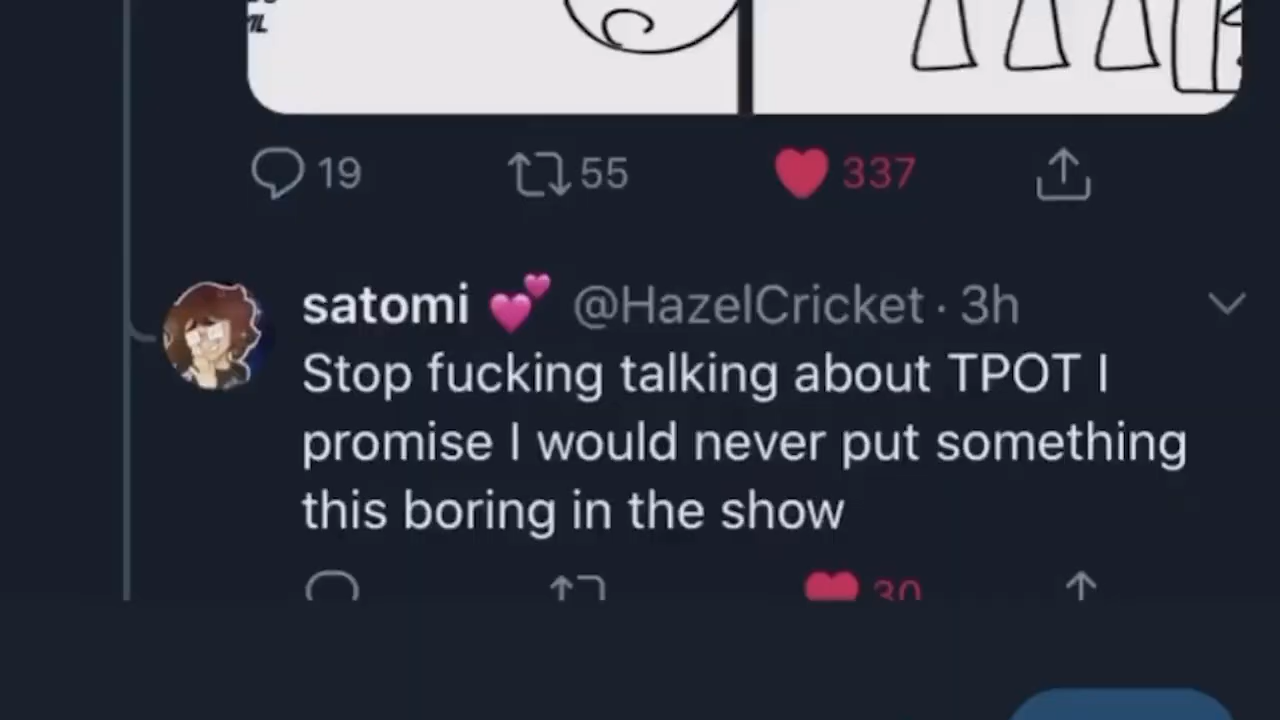 19 55 337
satomi 💕 @HazelCricket · 3h
Stop fucking talking about TPOT I
promise I would never put something
this boring in the show
30